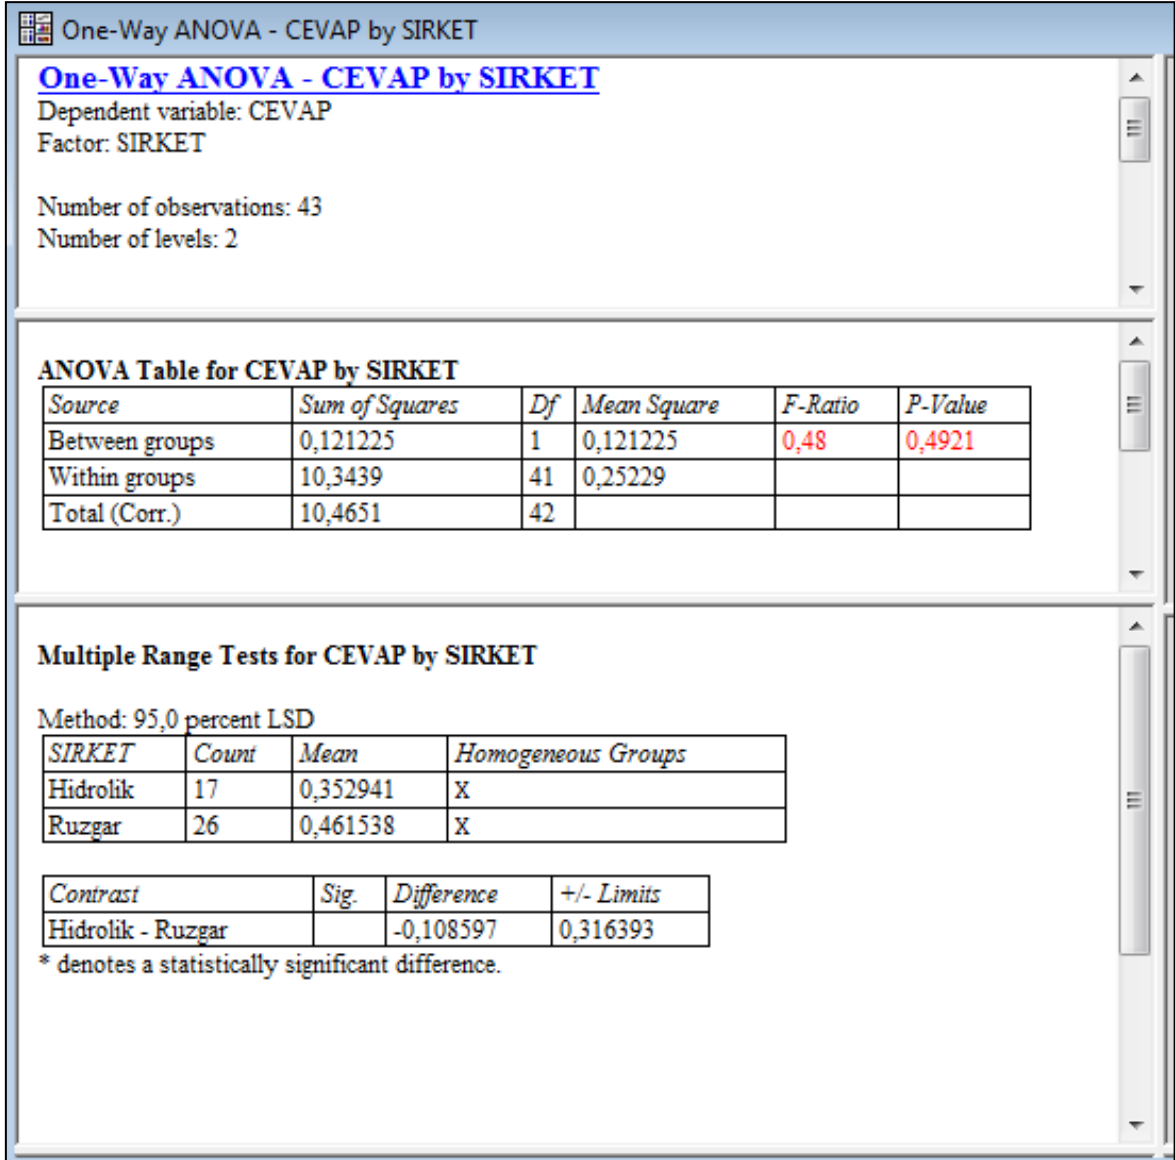 One-Way ANOVA - CEVAP by SIRKET
One-Way ANOVA - CEVAP by SIRKET
Dependent variable: CEVAP
Factor: SIRKET
Number of observations: 43
Number of levels: 2
ANOVA Table for CEVAP by SIRKET
Source Sum of Squares Df Mean Square F-Ratio P-Value
Between groups 0,121225 1 0,121225 0,48 0,4921
Within groups 10,3439 41 0,25229
Total (Corr.) 10,4651 42
Multiple Range Tests for CEVAP by SIRKET
Method: 95,0 percent LSD
SIRKET Count Mean Homogeneous Groups
Hidrolik 17 0,352941 X
Ruzgar 26 0,461538 X
Contrast Sig. Difference +/- Limits
Hidrolik - Ruzgar -0,108597 0,316393
* denotes a statistically significant difference.